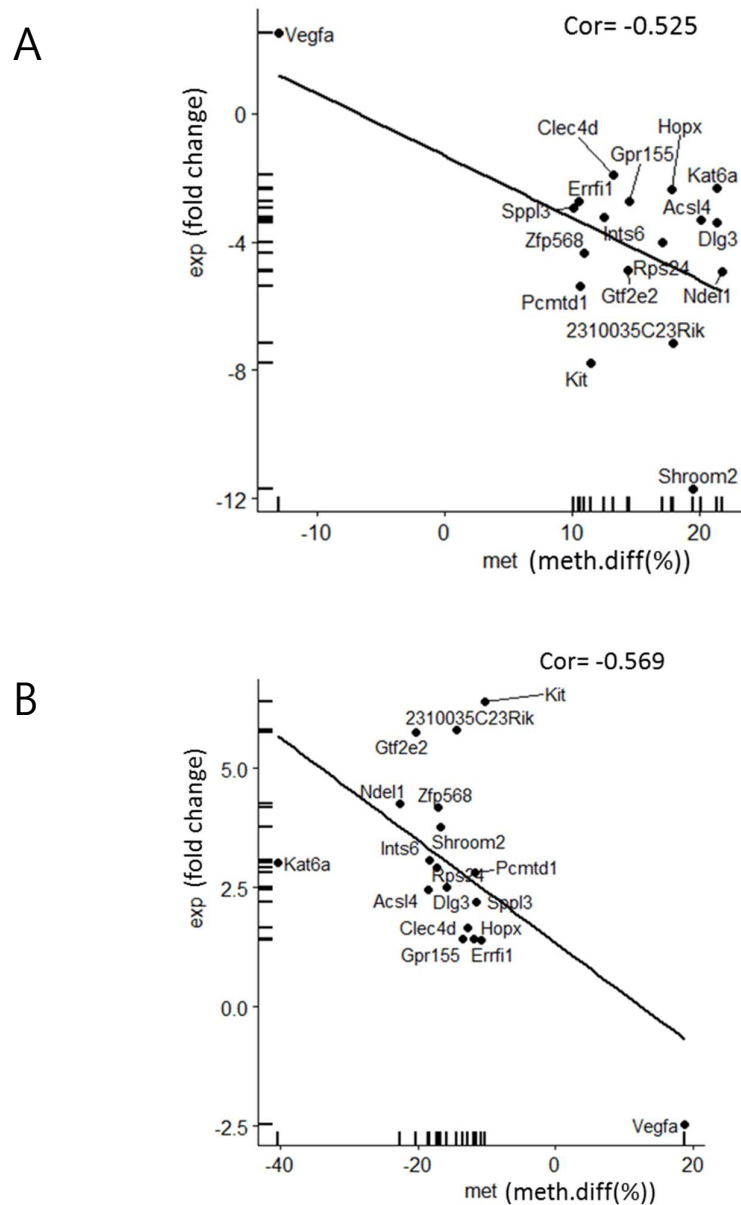 A
Cor= -0.525
Vegfa
exp (fold change)
0
-4
-8
-12
Clec4d
Hopx
Gpr155
Errfi1
Kat6a
Sppl3
Acsl4
Ints6
Dlg3
Zfp568
Rps24
Pcmtd1
Gtf2e2
Ndel1
2310035C23Rik
Kit
Shroom2
-10
0
10
20
met (meth.diff(%))
B
Cor= -0.569
Kit
2310035C23Rik
Gtf2e2
exp (fold change)
5.0
2.5
0.0
-2.5
Ndel1
Zfp568
Ints6
Shroom2
Kat6a
Rps24
Pcmtd1
Acsl4
Dlg3
Sppl3
Clec4d
Hopx
Gpr155
Errfi1
Vegfa
-40
-20
0
20
met (meth.diff(%))